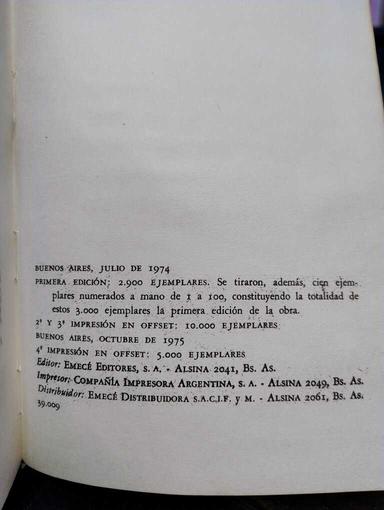 BUENOS AIRES, JULIO DE 1974
PRIMERA EDICIÓN: 2.900 EJEMPLARES. Se tiraron, además, cien ejem-
plares numerados a mano de 1 a 100, constituyendo la totalidad de
estos 3.000 ejemplares la primera edición de la obra.
2ª Y 3ª IMPRESIÓN EN OFFSET: 10.000 EJEMPLARES
BUENOS AIRES, OCTUBRE DE 1975
4ª IMPRESIÓN EN OFFSET: 5.000 EJEMPLARES
Editor: EMECÉ EDITORES, S. A. - ALSINA 2041, Bs. As.
Impresor: COMPAÑÍA IMPRESORA ARGENTINA, S. A. - ALSINA 2049, Bs. As.
Distribuidor: EMECÉ DISTRIBUIDORA S.A.C.I.F. y M. - ALSINA 2061, Bs. As.
39.009